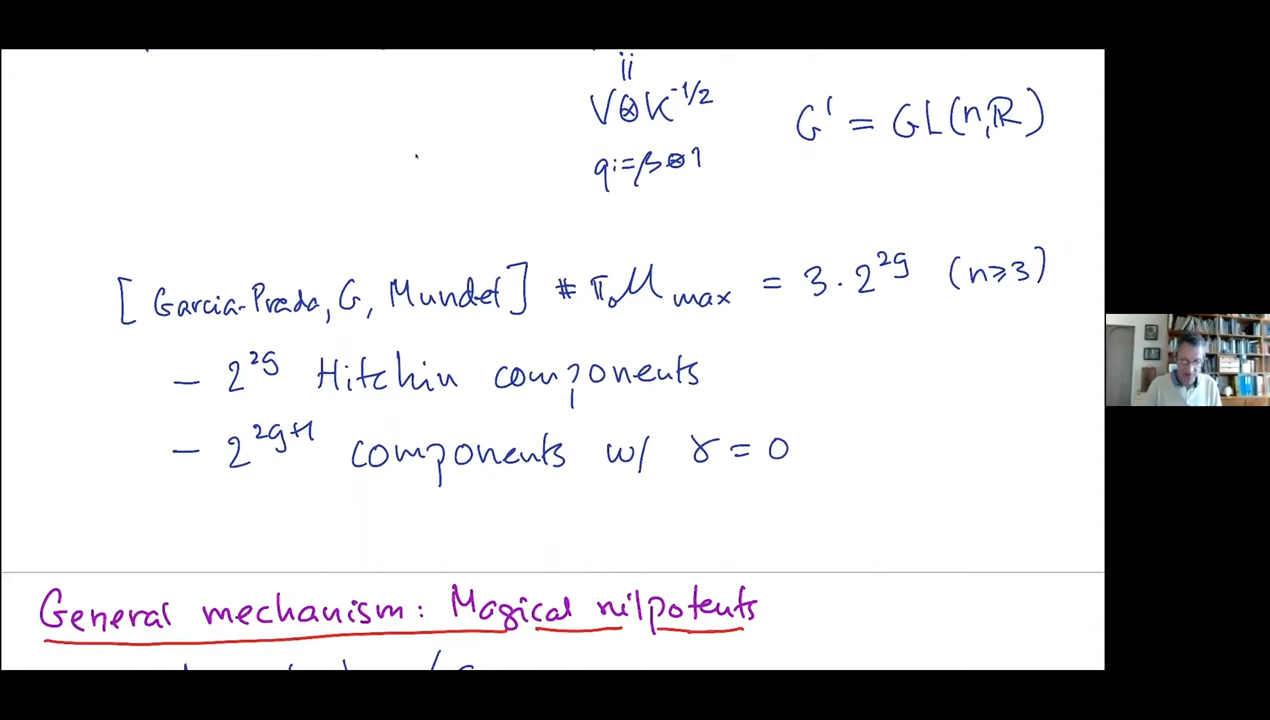 ii
V⊗K^{-1/2}
G' = GL(n,ℝ)
q:=β⊗1
[Garcia-Prada, G, Mundet] # π₀ℳ_max = 3·2^{2g} (n≥3)
— 2^{2g} Hitchin components
— 2^{2g+1} components w/ γ=0
General mechanism: Magical nilpotents